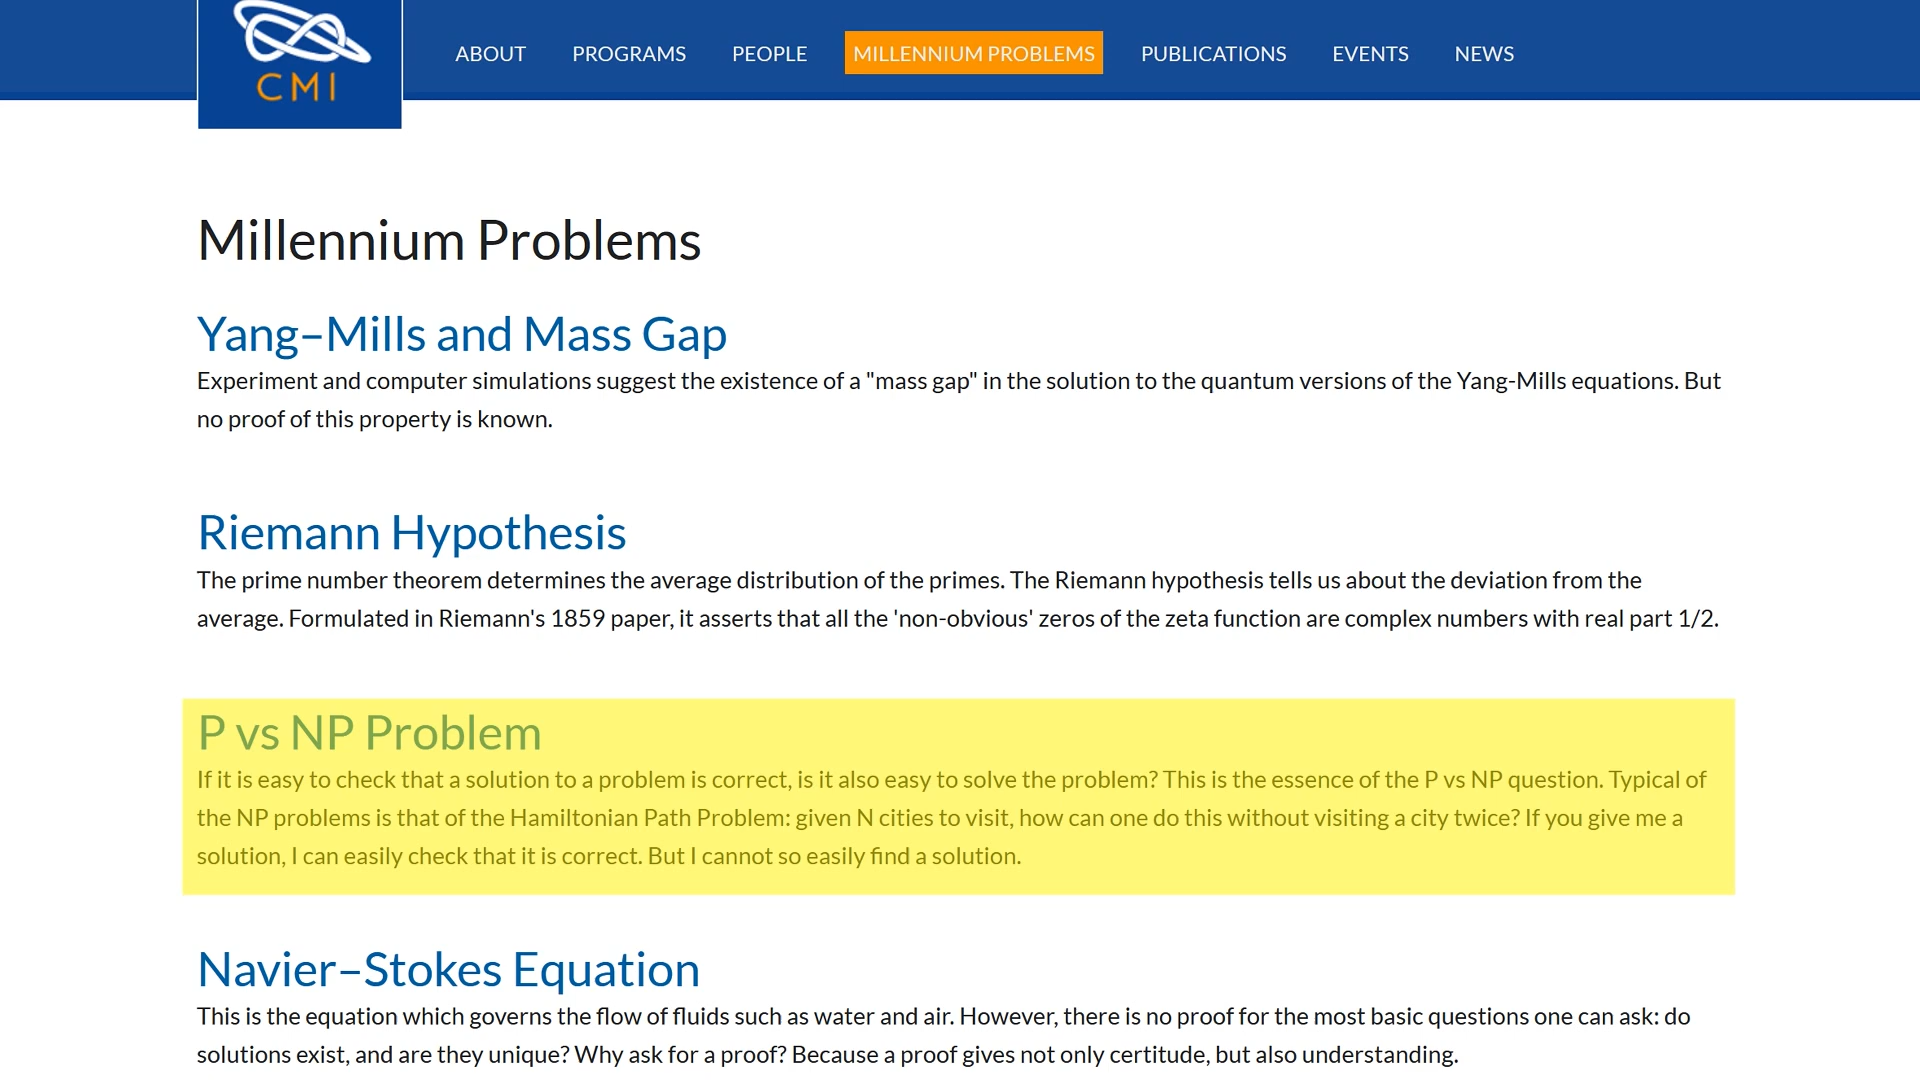 CMI
ABOUT PROGRAMS PEOPLE MILLENNIUM PROBLEMS PUBLICATIONS EVENTS NEWS
Millennium Problems
Yang–Mills and Mass Gap
Experiment and computer simulations suggest the existence of a "mass gap" in the solution to the quantum versions of the Yang-Mills equations. But
no proof of this property is known.
Riemann Hypothesis
The prime number theorem determines the average distribution of the primes. The Riemann hypothesis tells us about the deviation from the
average. Formulated in Riemann's 1859 paper, it asserts that all the 'non-obvious' zeros of the zeta function are complex numbers with real part 1/2.
P vs NP Problem
If it is easy to check that a solution to a problem is correct, is it also easy to solve the problem? This is the essence of the P vs NP question. Typical of
the NP problems is that of the Hamiltonian Path Problem: given N cities to visit, how can one do this without visiting a city twice? If you give me a
solution, I can easily check that it is correct. But I cannot so easily find a solution.
Navier–Stokes Equation
This is the equation which governs the flow of fluids such as water and air. However, there is no proof for the most basic questions one can ask: do
solutions exist, and are they unique? Why ask for a proof? Because a proof gives not only certitude, but also understanding.